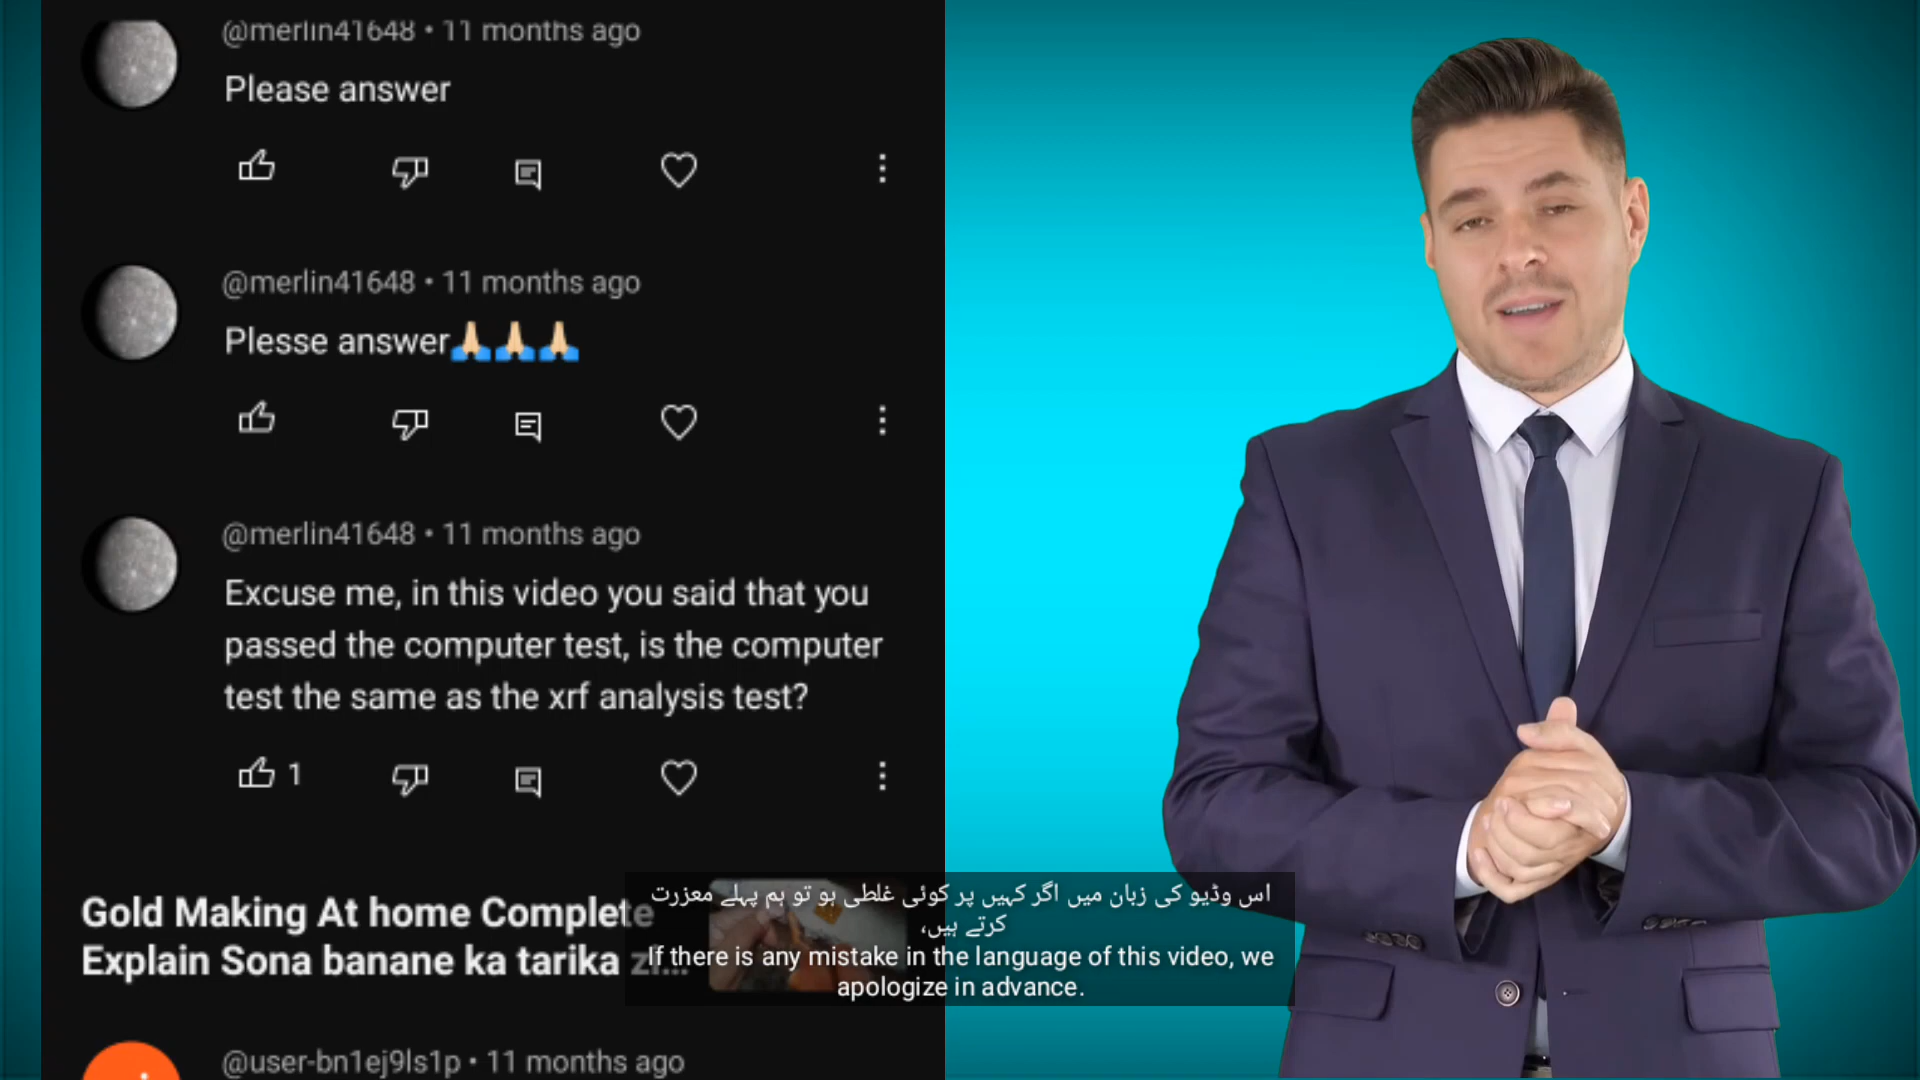 @merlin41648 • 11 months ago
Please answer
@merlin41648 • 11 months ago
Plesse answer🙏🏼🙏🏼🙏🏼
@merlin41648 • 11 months ago
Excuse me, in this video you said that you
passed the computer test, is the computer
test the same as the xrf analysis test?
1
Gold Making At home Complete
Explain Sona banane ka tarika
اس وڈیو کی زبان میں اگر کہیں پر کوئی غلطی ہو تو ہم پہلے معزرت
کرتے ہیں،
If there is any mistake in the language of this video, we
apologize in advance.
@user-bn1ej9ls1p • 11 months ago